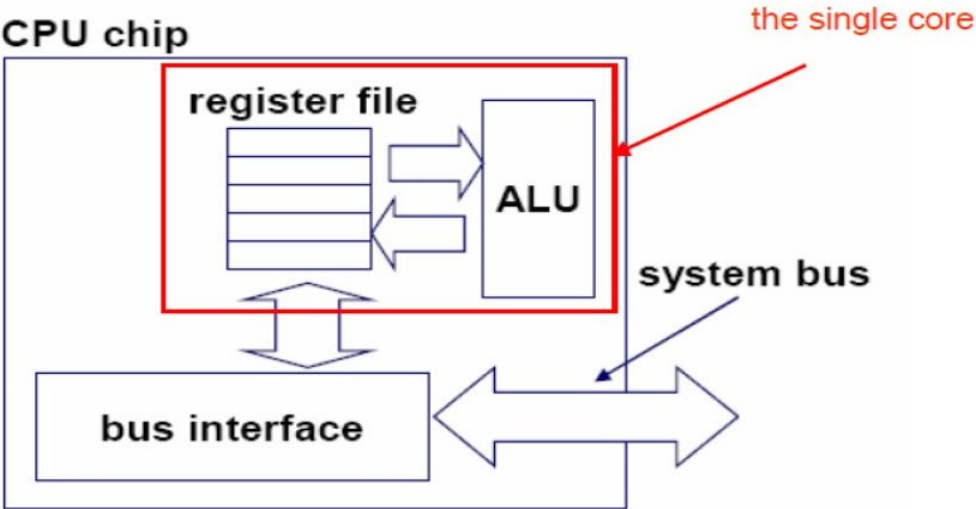 the single core
CPU chip
register file
ALU
system bus
bus interface